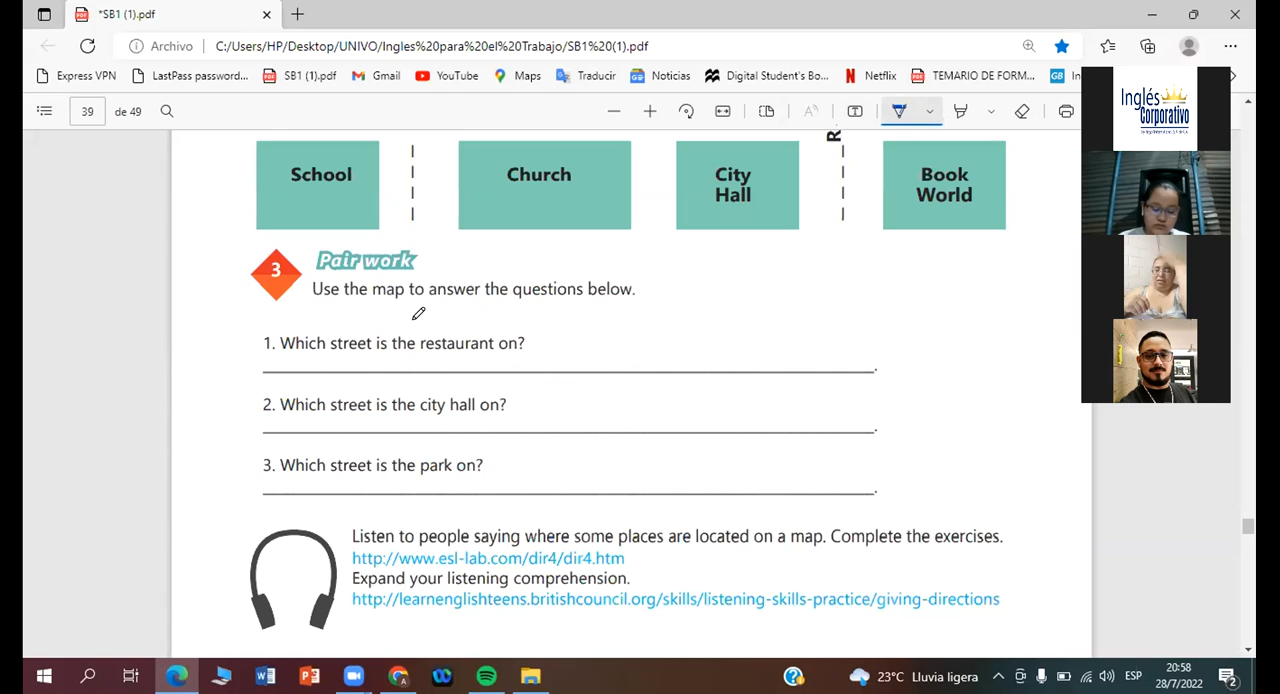 *SB1 (1).pdf
Archivo
C:/Users/HP/Desktop/UNIVO/Ingles%20para%20el%20Trabajo/SB1%20(1).pdf
Express VPN
LastPass password...
SB1 (1).pdf
Gmail
YouTube
Maps
Traducir
Noticias
Digital Student's Bo...
Netflix
TEMARIO DE FORM...
39
de 49
School
Church
City
Hall
Book
World
Inglés
Corporativo
3
Pair work
Use the map to answer the questions below.
1. Which street is the restaurant on?
2. Which street is the city hall on?
3. Which street is the park on?
Listen to people saying where some places are located on a map. Complete the exercises.
http://www.esl-lab.com/dir4/dir4.htm
Expand your listening comprehension.
http://learnenglishteens.britishcouncil.org/skills/listening-skills-practice/giving-directions
23°C Lluvia ligera
ESP
20:58
28/7/2022
2